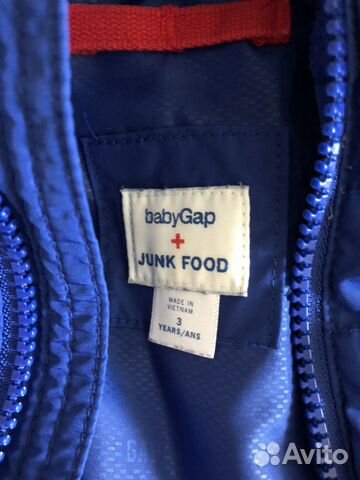 babyGap
+
JUNK FOOD
MADE IN
VIETNAM
3
YEARS/ANS
Avito